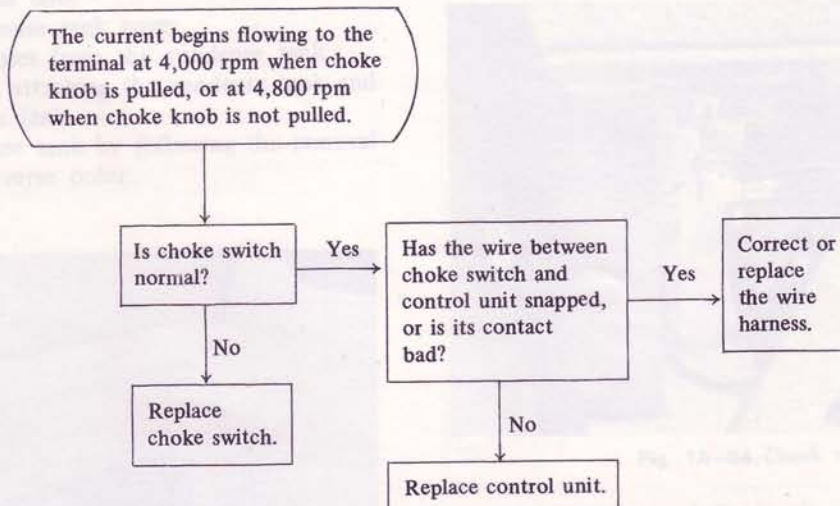 The current begins flowing to the
terminal at 4,000 rpm when choke
knob is pulled, or at 4,800 rpm
when choke knob is not pulled.
Is choke switch
normal?
Yes
Has the wire between
choke switch and
control unit snapped,
or is its contact
bad?
Yes
Correct or
replace
the wire
harness.
No
Replace
choke switch.
No
Replace control unit.